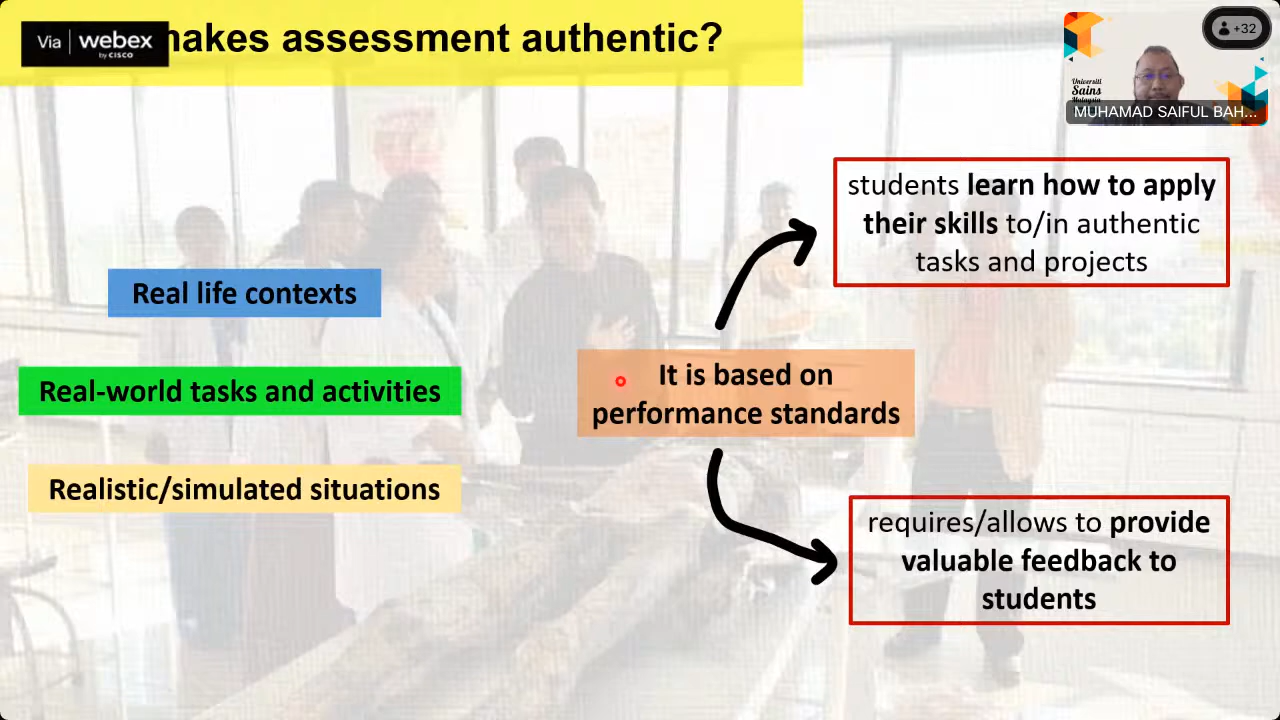 Via webex
by CISCO
makes assessment authentic?
+32
Universiti
Sains
Malaysia
MUHAMAD SAIFUL BAH...
students learn how to apply
their skills to/in authentic
tasks and projects
Real life contexts
It is based on
performance standards
Real-world tasks and activities
Realistic/simulated situations
requires/allows to provide
valuable feedback to
students